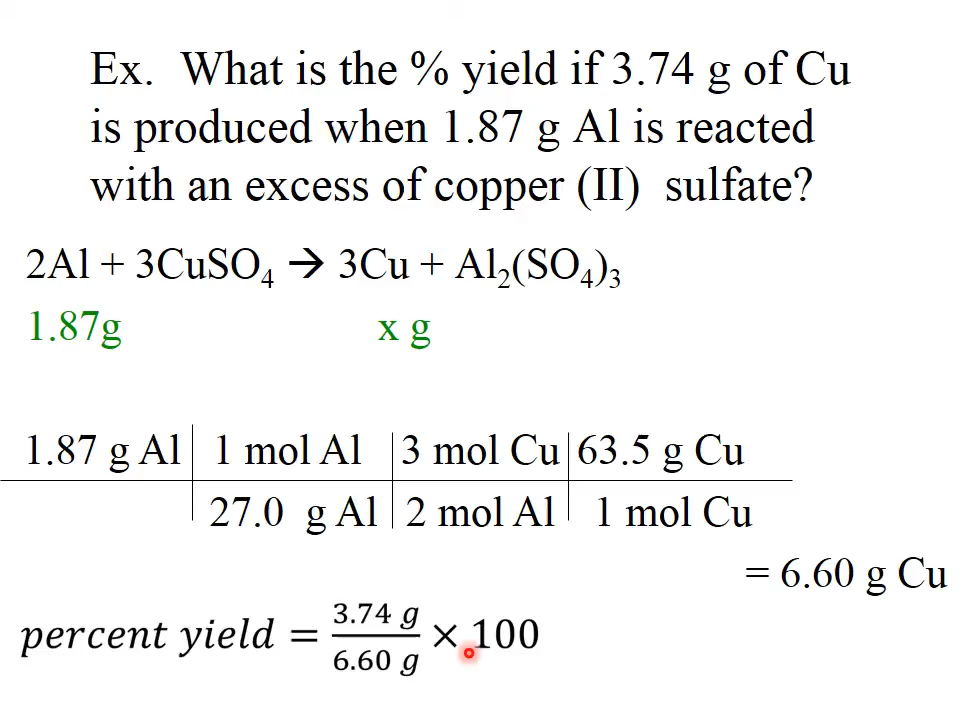 Ex.  What is the % yield if 3.74 g of Cu
is produced when 1.87 g Al is reacted
with an excess of copper (II)  sulfate?
2Al + 3CuSO₄ → 3Cu + Al₂(SO₄)₃
1.87g x g
1.87 g Al 1 mol Al 3 mol Cu 63.5 g Cu
27.0  g Al 2 mol Al 1 mol Cu
= 6.60 g Cu
percent yield = 3.74 g / 6.60 g × 100